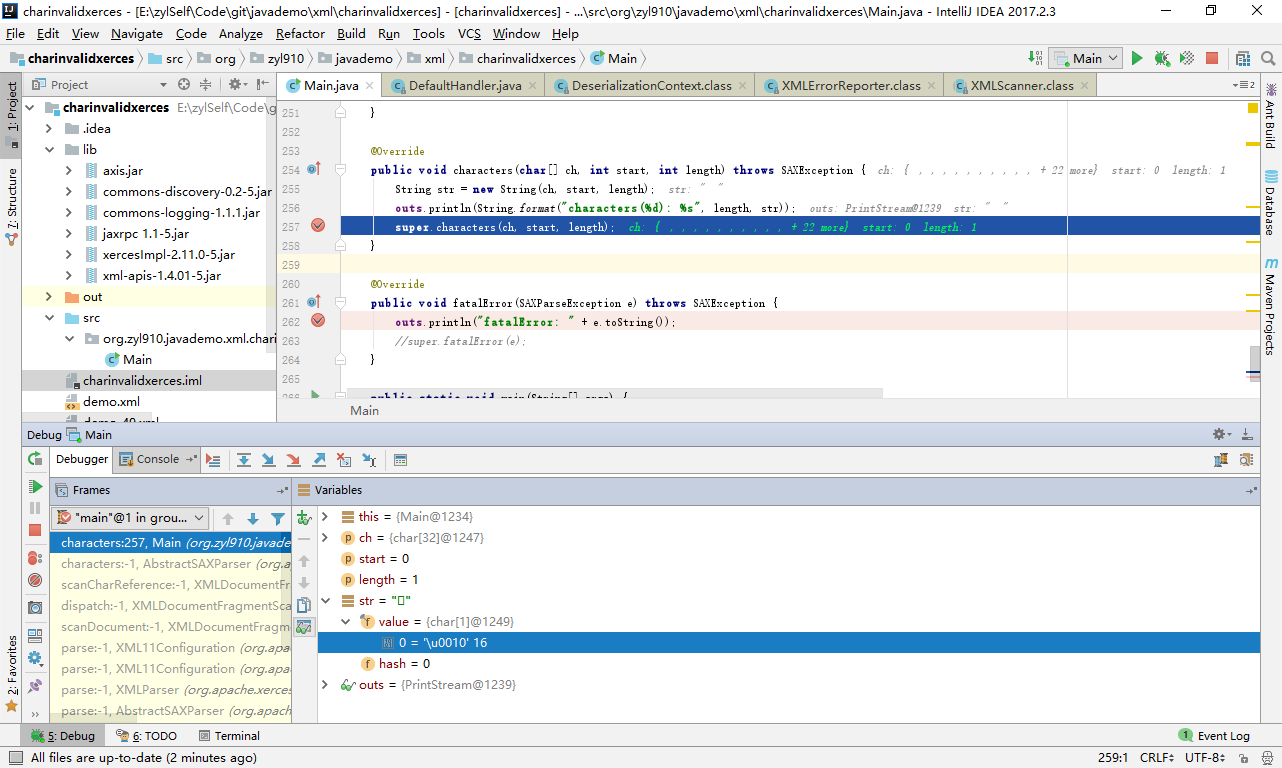 charinvalidxerces - [E:\zylSelf\Code\git\javademo\xml\charinvalidxerces] - [charinvalidxerces] - ...\src\org\zyl910\javademo\xml\charinvalidxerces\Main.java - IntelliJ IDEA 2017.2.3
File Edit View Navigate Code Analyze Refactor Build Run Tools VCS Window Help
charinvalidxerces src org zyl910 javademo xml charinvalidxerces Main Main
1: Project
7: Structure
2: Favorites
Project
charinvalidxerces E:\zylSelf\Code\g
.idea
lib
axis.jar
commons-discovery-0.2-5.jar
commons-logging-1.1.1.jar
jaxrpc 1.1-5.jar
xercesImpl-2.11.0-5.jar
xml-apis-1.4.01-5.jar
out
src
org.zyl910.javademo.xml.chari
Main
charinvalidxerces.iml
demo.xml
Main.java DefaultHandler.java DeserializationContext.class XMLErrorReporter.class XMLScanner.class
251 }
252
253 @Override
254 public void characters(char[] ch, int start, int length) throws SAXException { ch: { , , , , , , , , , , + 22 more} start: 0 length: 1
255 String str = new String(ch, start, length); str: " "
256 outs.println(String.format("characters(%d): %s", length, str)); outs: PrintStream@1239 str: " "
257 super.characters(ch, start, length); ch: { , , , , , , , , , , + 22 more} start: 0 length: 1
258 }
259
260 @Override
261 public void fatalError(SAXParseException e) throws SAXException {
262 outs.println("fatalError: " + e.toString());
263 //super.fatalError(e);
264 }
265
266 public static void main(String[] args) {
Main
Ant Build
Database
Maven Projects
Debug Main
Debugger Console
Frames
"main"@1 in grou...
characters:257, Main (org.zyl910.javade
characters:-1, AbstractSAXParser (org.a
scanCharReference:-1, XMLDocumentFr
dispatch:-1, XMLDocumentFragmentSca
scanDocument:-1, XMLDocumentFragm
parse:-1, XML11Configuration (org.apa
parse:-1, XML11Configuration (org.apa
parse:-1, XMLParser (org.apache.xerces
parse:-1, AbstractSAXParser (org.apach
Variables
this = {Main@1234}
ch = {char[32]@1247}
start = 0
length = 1
str = "▯"
value = {char[1]@1249}
0 = '\u0010' 16
hash = 0
outs = {PrintStream@1239}
5: Debug 6: TODO Terminal 1 Event Log
All files are up-to-date (2 minutes ago) 259:1 CRLF UTF-8